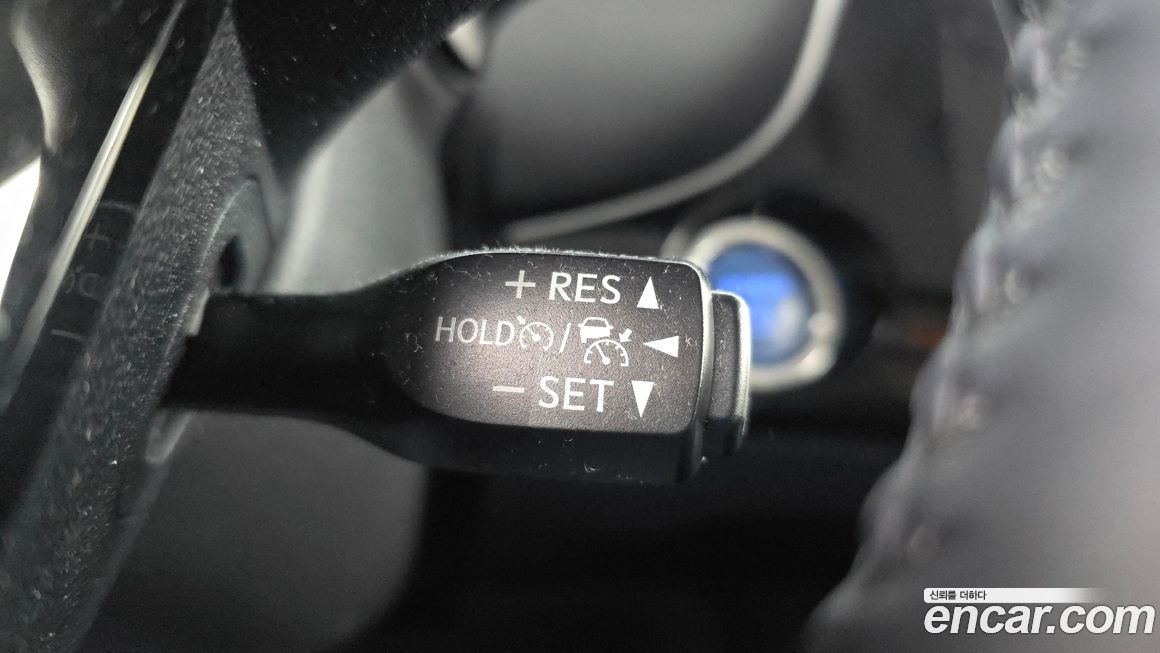 + RES ▲
HOLD / ◀
− SET ▼
신뢰를 더하다
encar.com